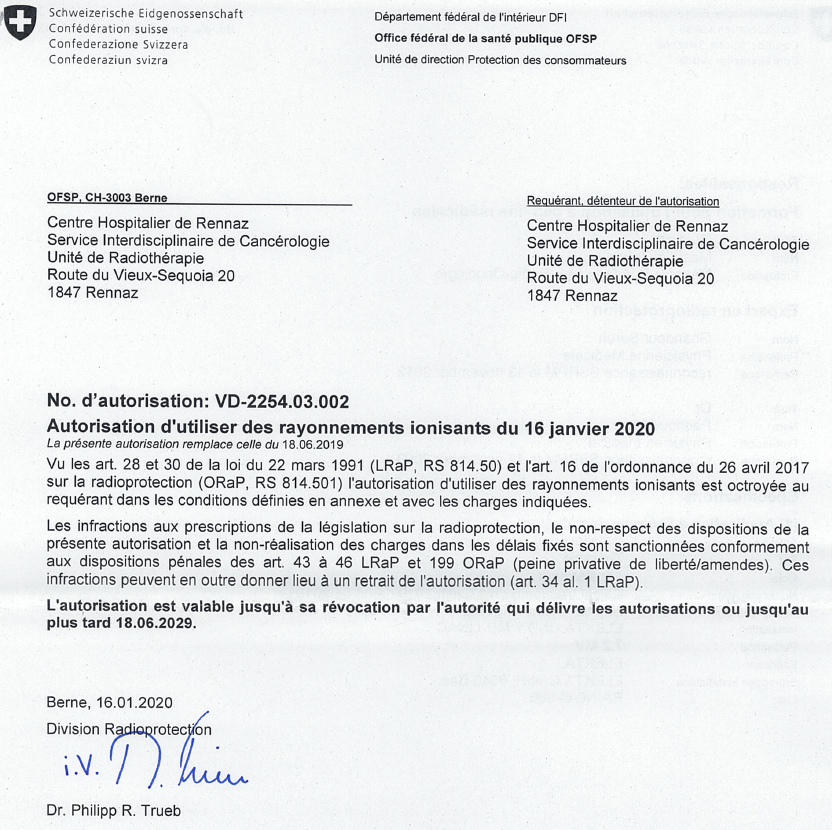 Schweizerische Eidgenossenschaft
Confédération suisse
Confederazione Svizzera
Confederaziun svizra
Département fédéral de l'intérieur DFI
Office fédéral de la santé publique OFSP
Unité de direction Protection des consommateurs
OFSP, CH-3003 Berne
Centre Hospitalier de Rennaz
Service Interdisciplinaire de Cancérologie
Unité de Radiothérapie
Route du Vieux-Sequoia 20
1847 Rennaz
Requérant, détenteur de l'autorisation
Centre Hospitalier de Rennaz
Service Interdisciplinaire de Cancérologie
Unité de Radiothérapie
Route du Vieux-Sequoia 20
1847 Rennaz
No. d'autorisation: VD-2254.03.002
Autorisation d'utiliser des rayonnements ionisants du 16 janvier 2020
La présente autorisation remplace celle du 18.06.2019
Vu les art. 28 et 30 de la loi du 22 mars 1991 (LRaP, RS 814.50) et l'art. 16 de l'ordonnance du 26 avril 2017
sur la radioprotection (ORaP, RS 814.501) l'autorisation d'utiliser des rayonnements ionisants est octroyée au
requérant dans les conditions définies en annexe et avec les charges indiquées.
Les infractions aux prescriptions de la législation sur la radioprotection, le non-respect des dispositions de la
présente autorisation et la non-réalisation des charges dans les délais fixés sont sanctionnées conformement
aux dispositions pénales des art. 43 à 46 LRaP et 199 ORaP (peine privative de liberté/amendes). Ces
infractions peuvent en outre donner lieu à un retrait de l'autorisation (art. 34 al. 1 LRaP).
L'autorisation est valable jusqu'à sa révocation par l'autorité qui délivre les autorisations ou jusqu'au
plus tard 18.06.2029.
Berne, 16.01.2020
Division Radioprotection
i.V.
Dr. Philipp R. Trueb